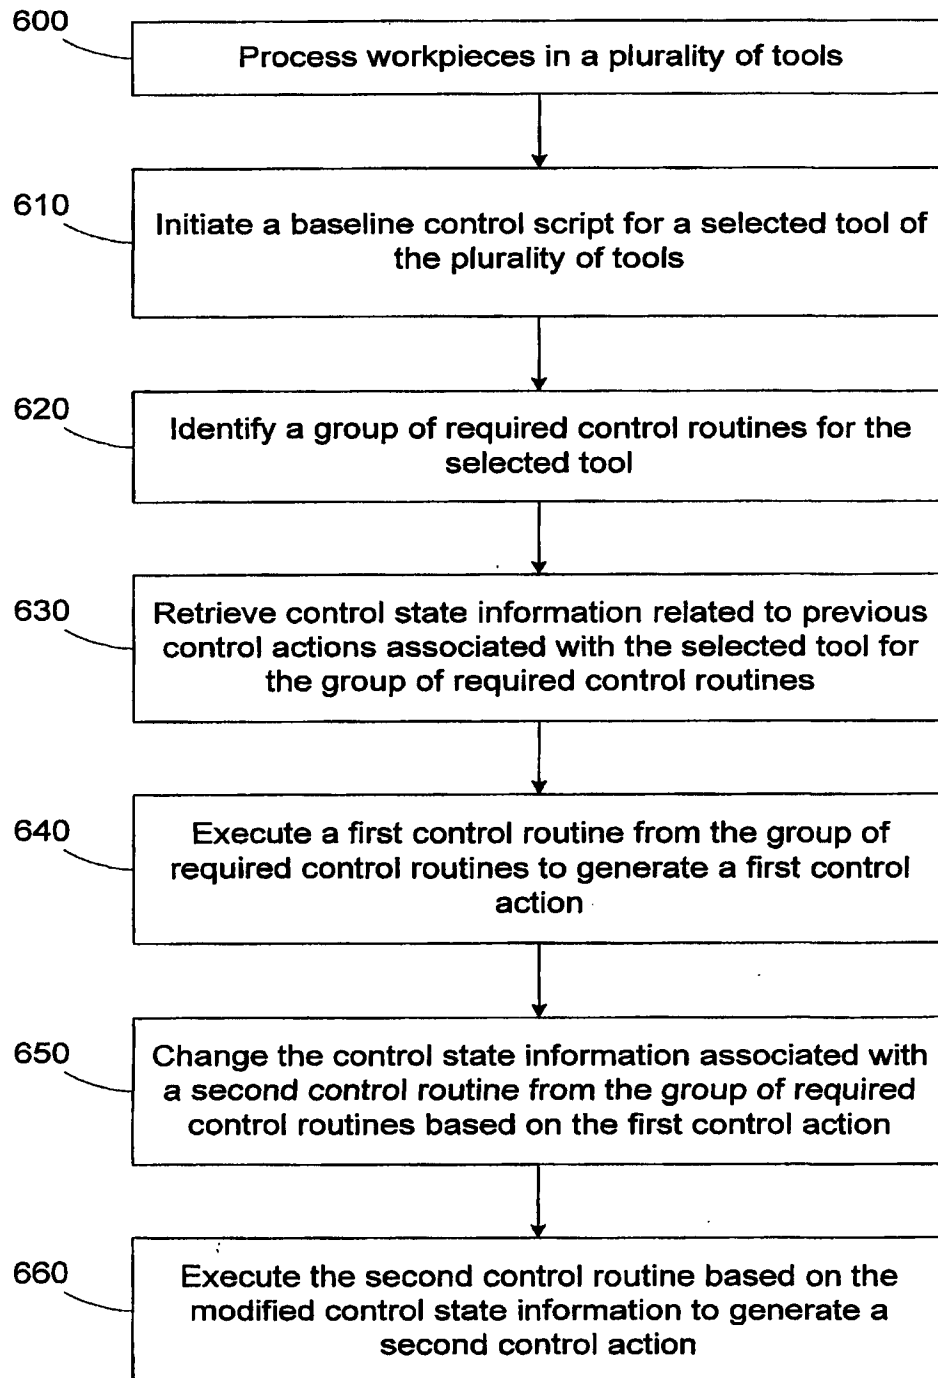 600
Process workpieces in a plurality of tools
610
Initiate a baseline control script for a selected tool of
the plurality of tools
620
Identify a group of required control routines for the
selected tool
630
Retrieve control state information related to previous
control actions associated with the selected tool for
the group of required control routines
640
Execute a first control routine from the group of
required control routines to generate a first control
action
650
Change the control state information associated with
a second control routine from the group of required
control routines based on the first control action
660
Execute the second control routine based on the
modified control state information to generate a
second control action